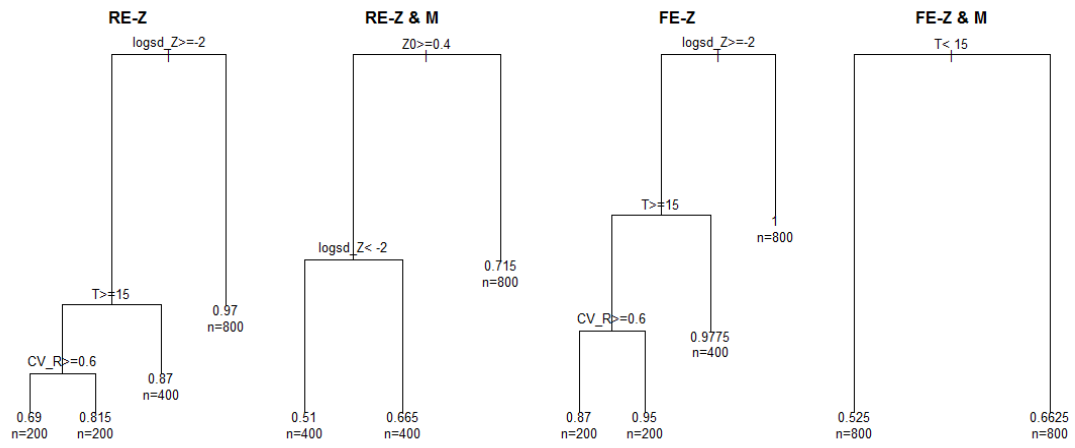 RE-Z
logsd_Z>=-2
T>=15
CV_R>=0.6
0.69
n=200
0.815
n=200
0.87
n=400
0.97
n=800
RE-Z & M
Z0>=0.4
logsd_Z< -2
0.51
n=400
0.665
n=400
0.715
n=800
FE-Z
logsd_Z>=-2
T>=15
CV_R>=0.6
0.87
n=200
0.95
n=200
0.9775
n=400
1
n=800
FE-Z & M
T< 15
0.525
n=800
0.6625
n=800